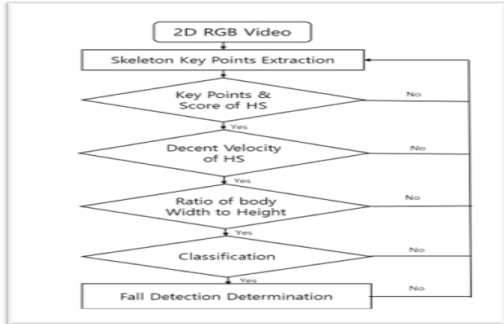 2D RGB Video
Skeleton Key Points Extraction
Key Points &
Score of HS
No
Yes
Decent Velocity
of HS
No
Yes
Ratio of body
Width to Height
No
Yes
Classification
No
Yes
Fall Detection Determination
No